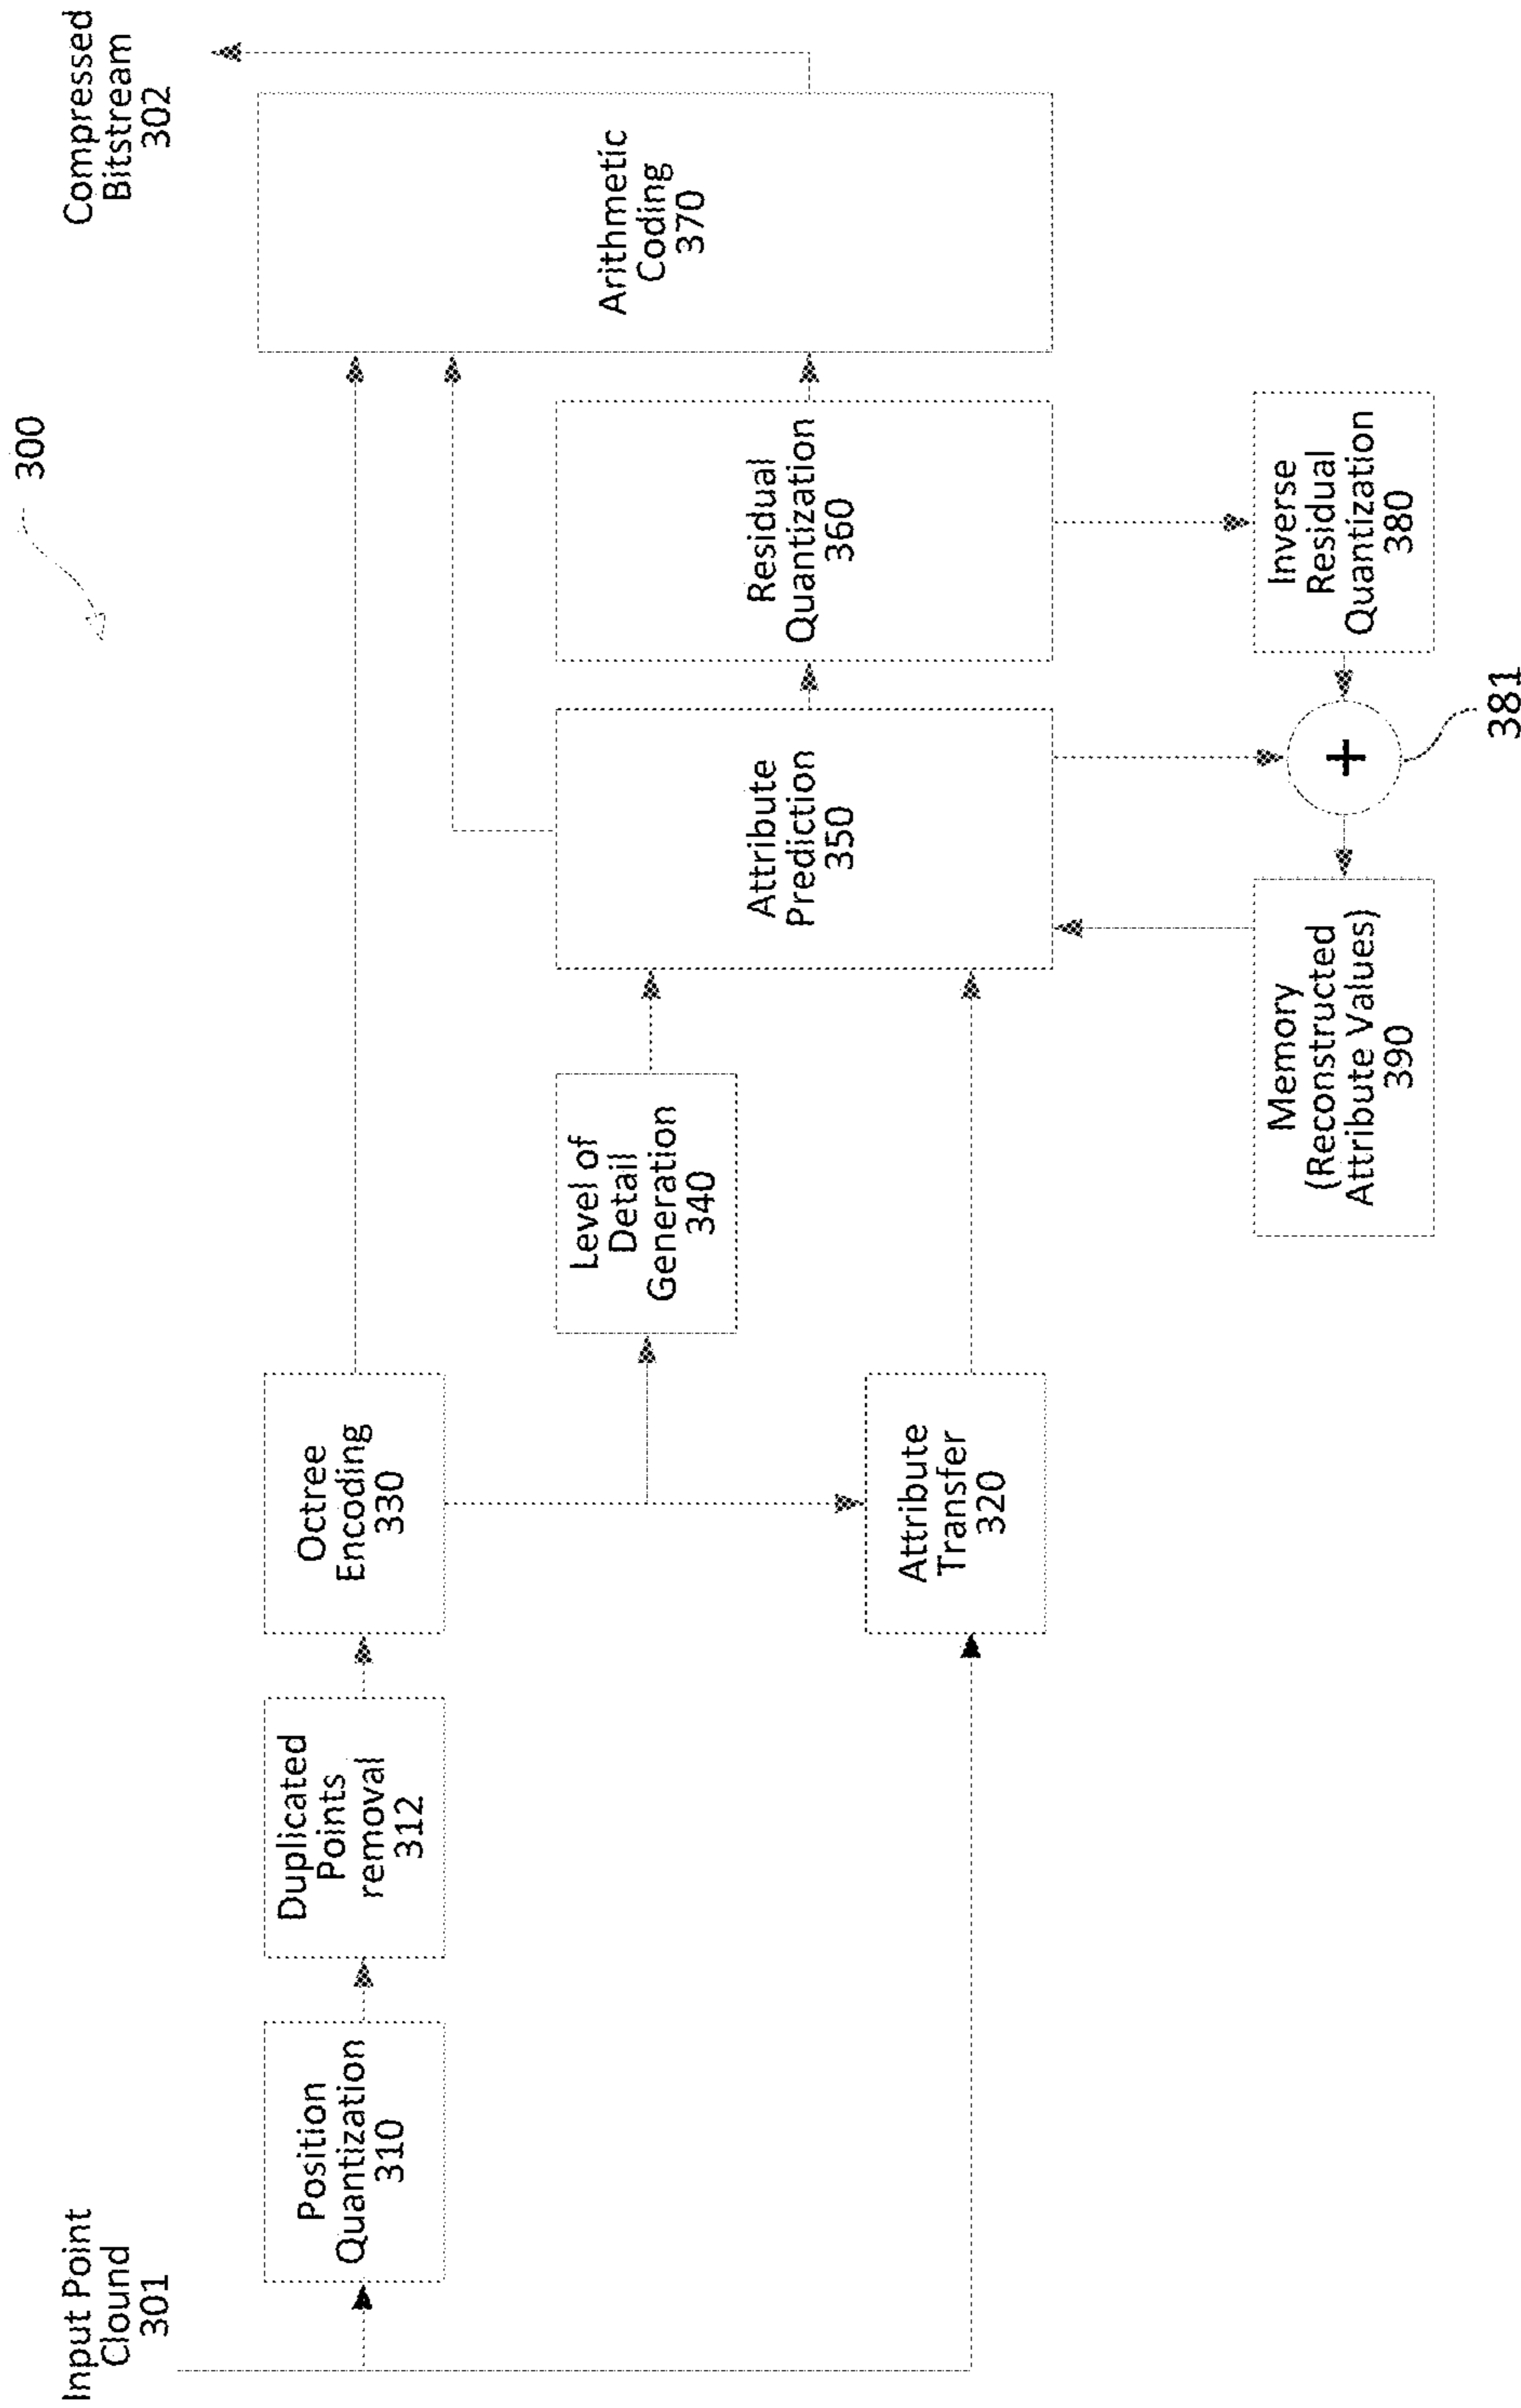 300
Input Point
Clound
301
Compressed
Bitstream
302
Position
Quantization
310
Duplicated
Points
removal
312
Octree
Encoding
330
Arithmetic
Coding
370
Level of
Detail
Generation
340
Attribute
Prediction
350
Residual
Quantization
360
Attribute
Transfer
320
Memory
(Reconstructed
Attribute Values)
390
+
381
Inverse
Residual
Quantization
380